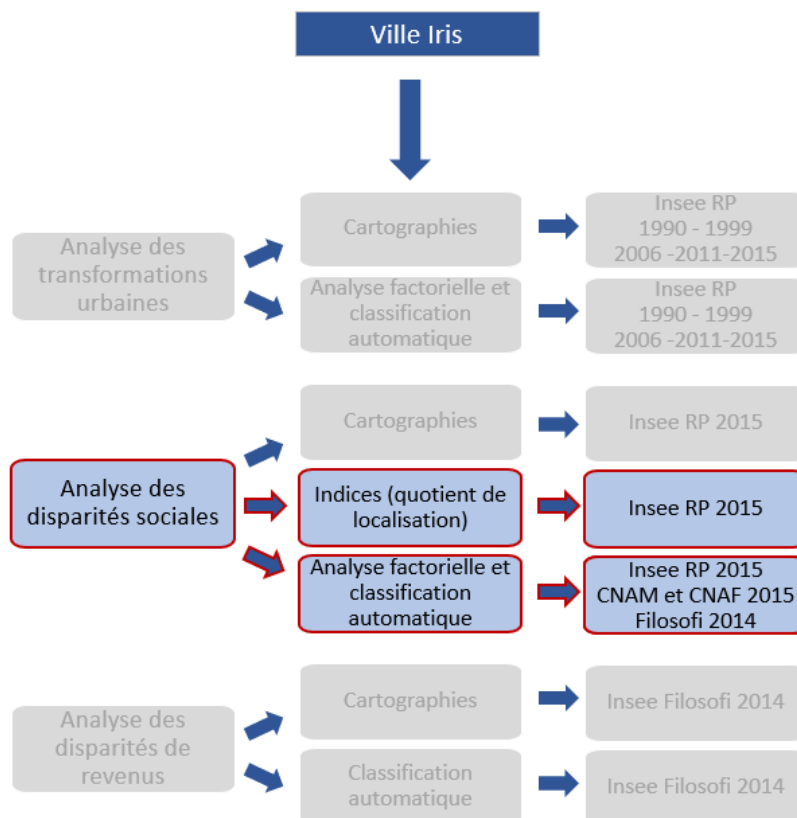 Ville Iris
Analyse des
transformations
urbaines
Cartographies
Insee RP
1990 - 1999
2006 -2011-2015
Analyse factorielle et
classification
automatique
Insee RP
1990 - 1999
2006 -2011-2015
Analyse des
disparités sociales
Cartographies
Insee RP 2015
Indices (quotient de
localisation)
Insee RP 2015
Analyse factorielle et
classification
automatique
Insee RP 2015
CNAM et CNAF 2015
Filosofi 2014
Analyse des
disparités de
revenus
Cartographies
Insee Filosofi 2014
Classification
automatique
Insee Filosofi 2014